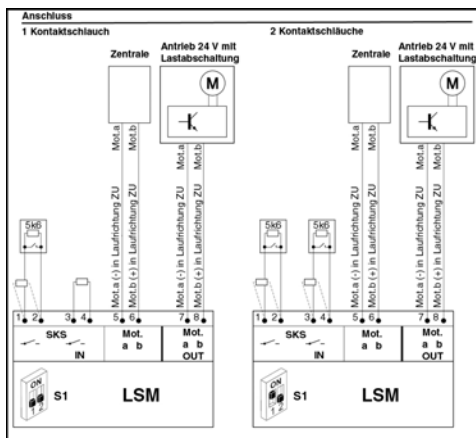 Anschluss
1 Kontaktschlauch
Zentrale
Antrieb 24 V mit
Lastabschaltung
M
Mot.a
Mot.b
Mot.a
Mot.b
5k6
Mot.a (-) in Laufrichtung ZU
Mot.b (+) in Laufrichtung ZU
Mot.a (-) in Laufrichtung ZU
Mot.b (+) in Laufrichtung ZU
1 2 3 4 5 6 7 8
SKS Mot. Mot.
a b a b
IN OUT
ON
1 2
S1 LSM
2 Kontaktschläuche
Zentrale
Antrieb 24 V mit
Lastabschaltung
M
Mot.a
Mot.b
Mot.a
Mot.b
5k6 5k6
Mot.a (-) in Laufrichtung ZU
Mot.b (+) in Laufrichtung ZU
Mot.a (-) in Laufrichtung ZU
Mot.b (+) in Laufrichtung ZU
1 2 3 4 5 6 7 8
SKS Mot. Mot.
a b a b
IN OUT
ON
1 2
S1 LSM